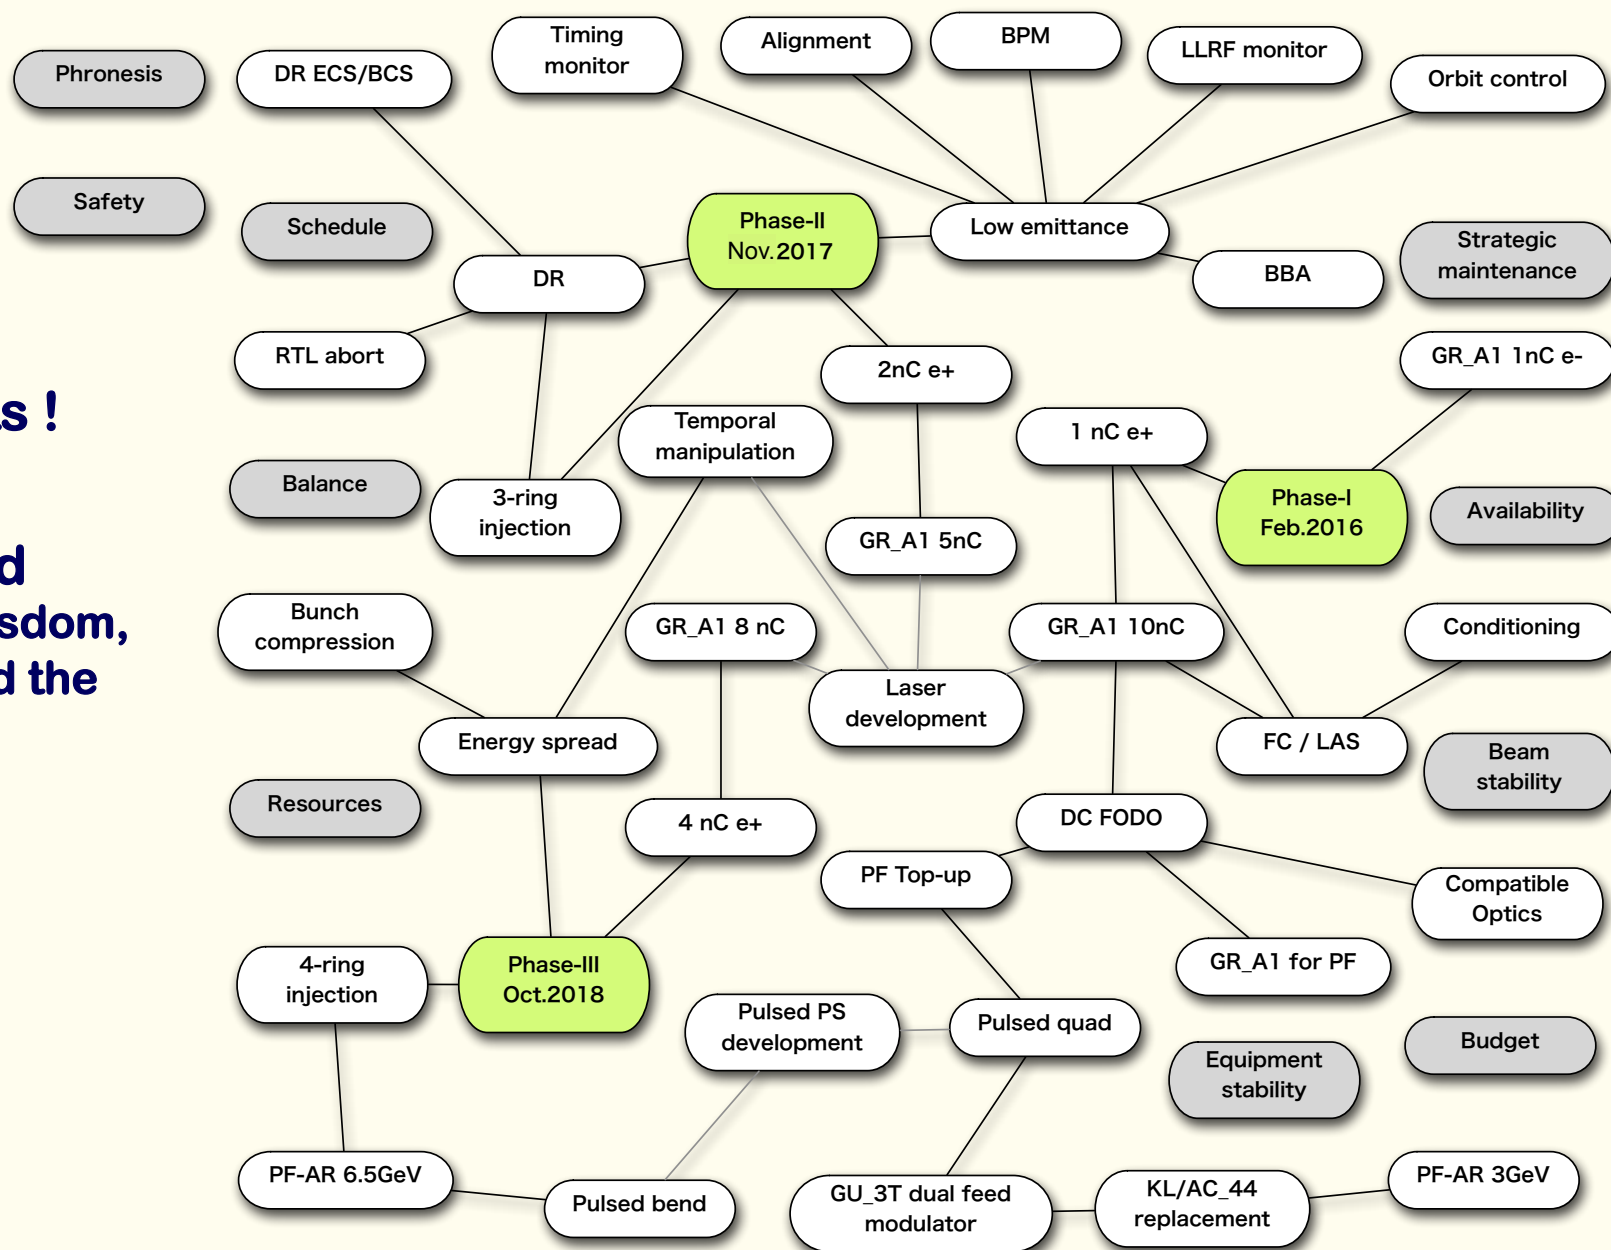 Timing
monitor
Alignment
BPM
LLRF monitor
Phronesis
DR ECS/BCS
Orbit control
Safety
Schedule
Phase-II
Nov.2017
Low emittance
Strategic
maintenance
DR
BBA
RTL abort
2nC e+
GR_A1 1nC e-
!
Temporal
manipulation
1 nC e+
Balance
3-ring
injection
Phase-I
Feb.2016
Availability
GR_A1 5nC
Bunch
compression
GR_A1 8 nC
GR_A1 10nC
Conditioning
d the
Laser
development
Energy spread
FC / LAS
Beam
stability
Resources
4 nC e+
DC FODO
PF Top-up
Compatible
Optics
4-ring
injection
Phase-III
Oct.2018
GR_A1 for PF
Pulsed PS
development
Pulsed quad
Budget
Equipment
stability
PF-AR 6.5GeV
Pulsed bend
GU_3T dual feed
modulator
KL/AC_44
replacement
PF-AR 3GeV